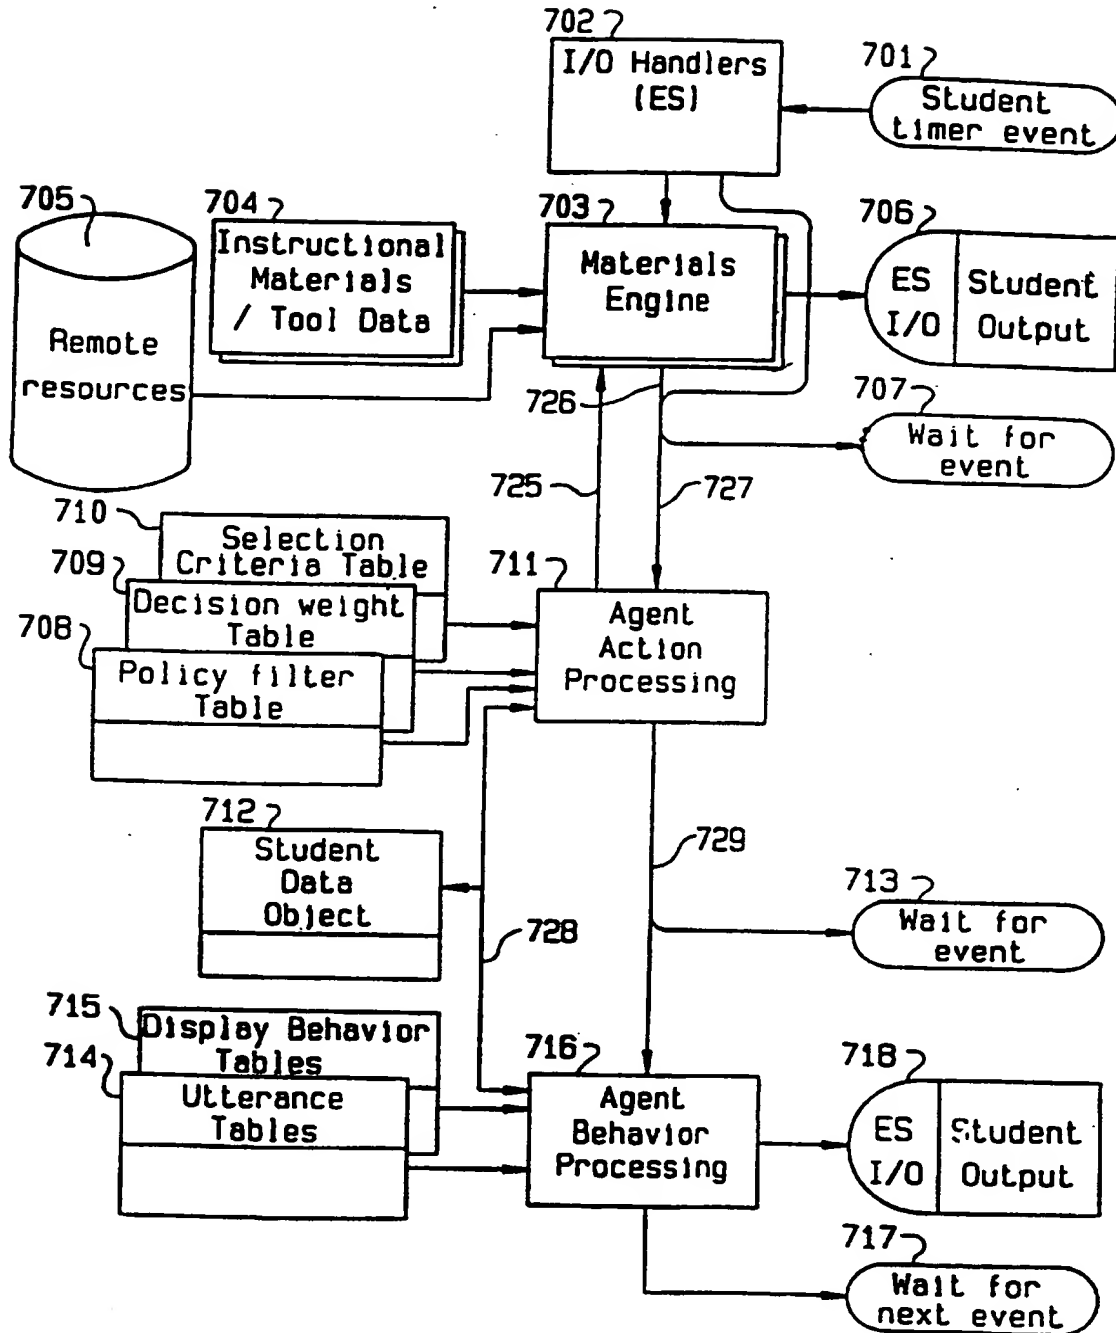 702
I/O Handlers
(ES)
701
Student
timer event
705
Remote
resources
704
Instructional
Materials
/ Tool Data
703
Materials
Engine
706
ES
I/O
Student
Output
726
707
Wait for
event
725
727
710
Selection
Criteria Table
709
Decision weight
Table
708
Policy filter
Table
711
Agent
Action
Processing
712
Student
Data
Object
729
728
713
Wait for
event
715
Display Behavior
Tables
714
Utterance
Tables
716
Agent
Behavior
Processing
718
ES
I/O
Student
Output
717
Wait for
next event